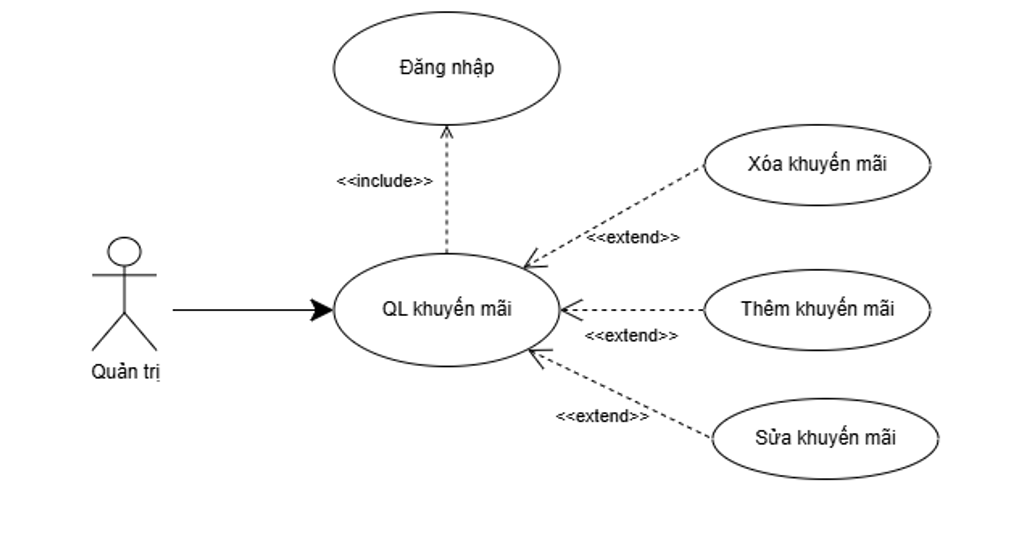 Đăng nhập
<<include>>
Xóa khuyến mãi
<<extend>>
QL khuyến mãi
Thêm khuyến mãi
<<extend>>
Quản trị
<<extend>>
Sửa khuyến mãi